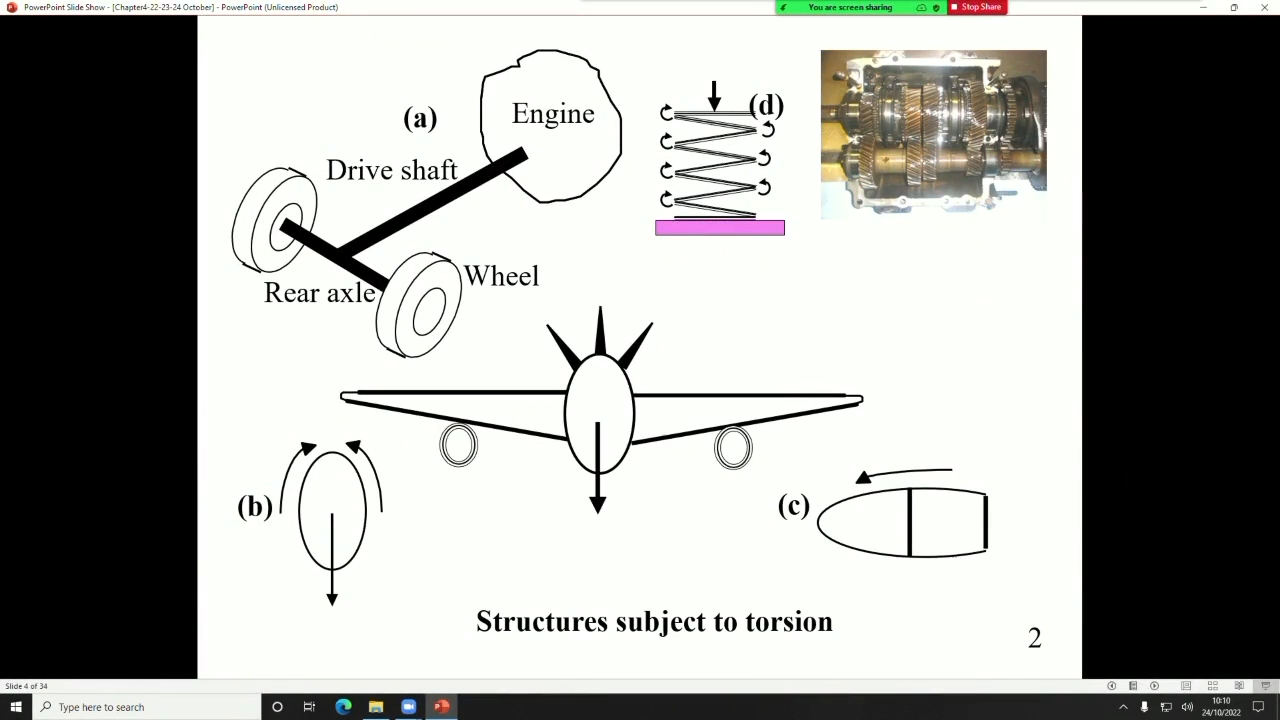 PowerPoint Slide Show - [Chapter4-22-23-24 October] - PowerPoint (Unlicensed Product)
You are screen sharing
Stop Share
(a)
Engine
(d)
Drive shaft
Wheel
Rear axle
(b)
(c)
Structures subject to torsion
2
Slide 4 of 34
Type here to search
10:10
24/10/2022